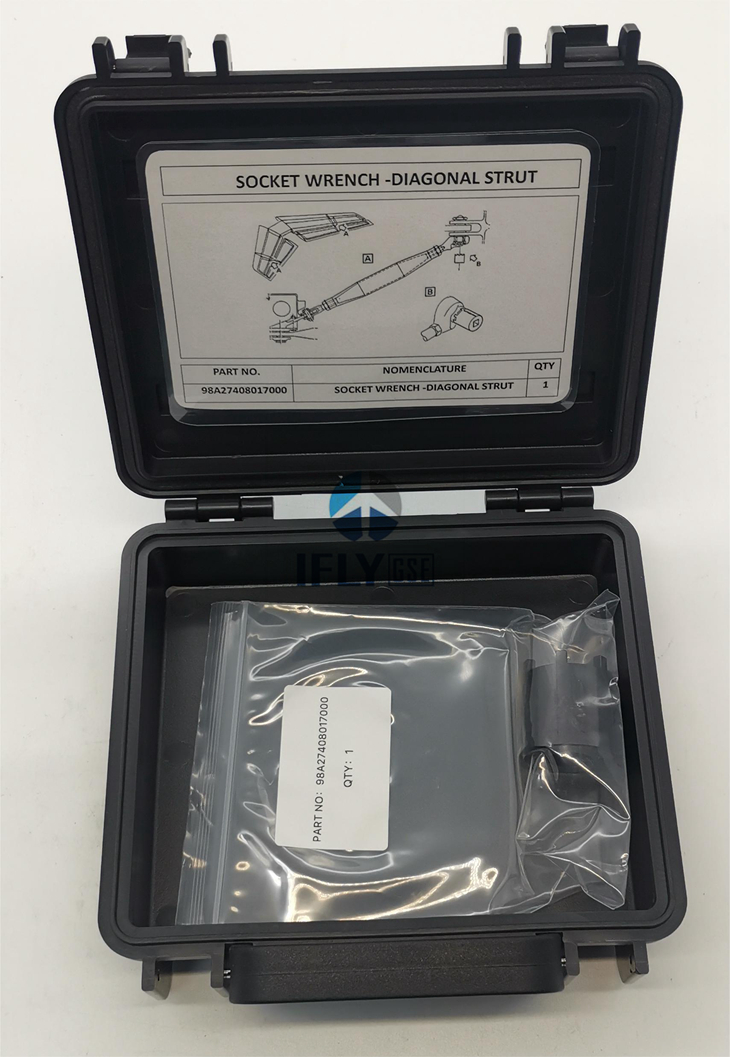 SOCKET WRENCH -DIAGONAL STRUT
A
A
A
B
B
PART NO. NOMENCLATURE QTY
98A27408017000 SOCKET WRENCH -DIAGONAL STRUT 1
IFLY GSE
PART NO: 98A27408017000
QTY: 1